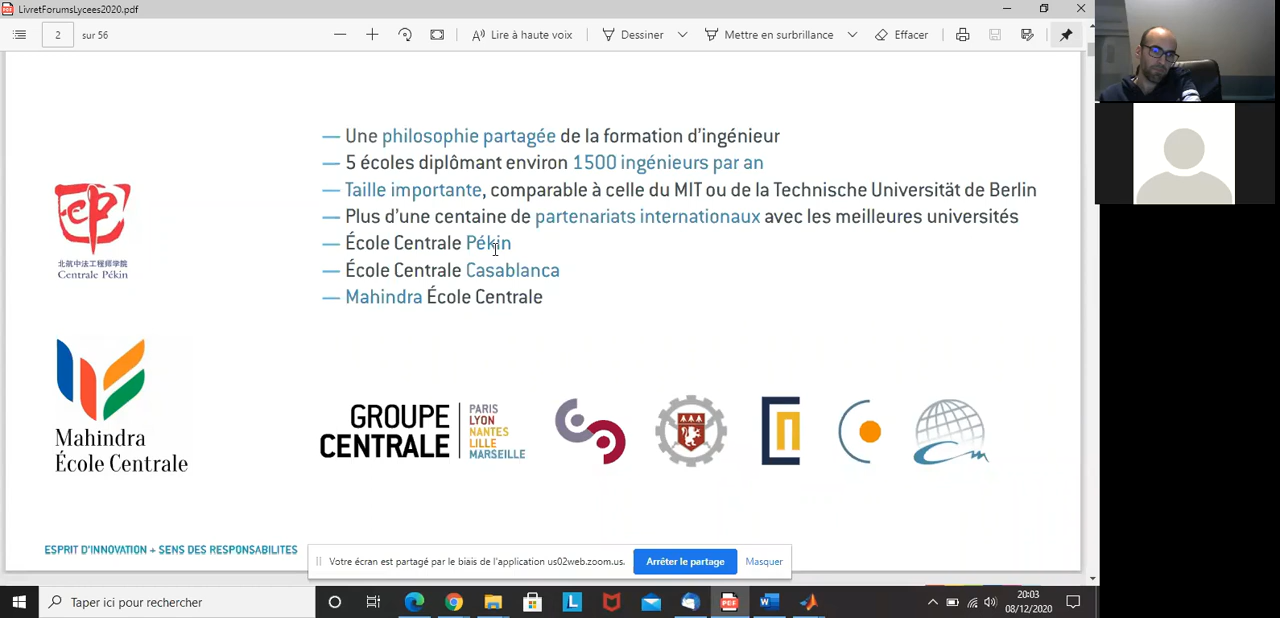 LivretForumsLycees2020.pdf
2 sur 56
Lire à haute voix
Dessiner
Mettre en surbrillance
Effacer
— Une philosophie partagée de la formation d'ingénieur
— 5 écoles diplômant environ 1500 ingénieurs par an
— Taille importante, comparable à celle du MIT ou de la Technische Universität de Berlin
— Plus d'une centaine de partenariats internationaux avec les meilleures universités
— École Centrale Pékin
— École Centrale Casablanca
— Mahindra École Centrale
北航中法工程师学院
Centrale Pékin
Mahindra
École Centrale
GROUPE
CENTRALE
PARIS
LYON
NANTES
LILLE
MARSEILLE
ESPRIT D'INNOVATION + SENS DES RESPONSABILITES
Votre écran est partagé par le biais de l'application us02web.zoom.us.
Arrêter le partage
Masquer
Taper ici pour rechercher
20:03
08/12/2020